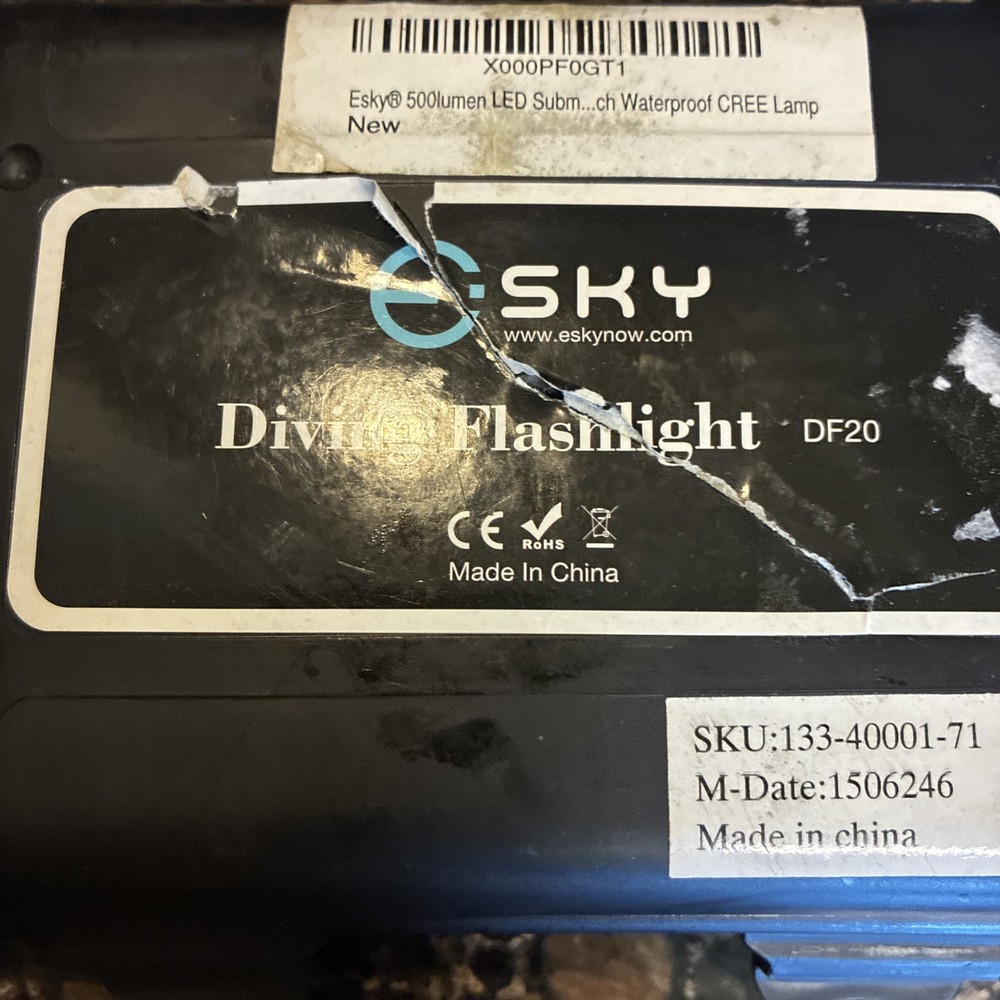 X000PF0GT1
Esky® 500lumen LED Subm...ch Waterproof CREE Lamp
New
eSKY
www.eskynow.com
Diving Flashlight DF20
CE RoHS
Made In China
SKU:133-40001-71
M-Date:1506246
Made in china